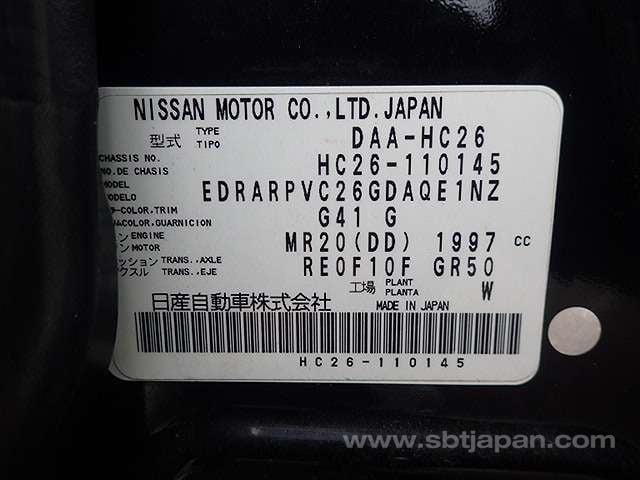 NISSAN MOTOR CO.,LTD.JAPAN
型式 TYPE TIPO DAA-HC26
CHASSIS NO. NO.DE CHASIS HC26-110145
MODEL EDRARPVC26GDAQE1NZ
COLOR,TRIM COLOR,GUARNICION G41 G
ENGINE MOTOR MR20(DD) 1997 cc
TRANS.,AXLE TRANS.,EJE RE0F10F GR50
工場 PLANT PLANTA W
日産自動車株式会社 MADE IN JAPAN
HC26-110145
www.sbtjapan.com